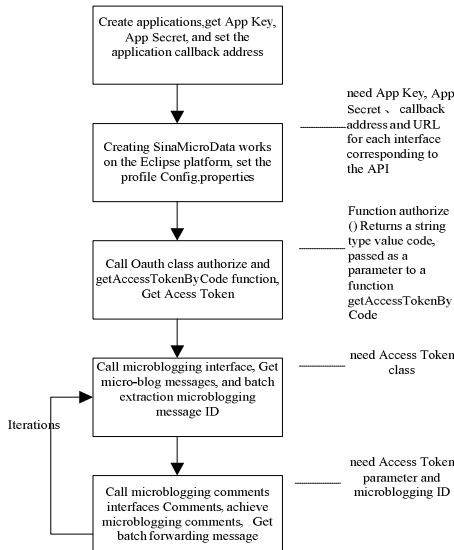 Create applications,get App Key,
App Secret, and set the
application callback address
need App Key, App
Secret 、 callback
address and URL
for each interface
corresponding to
the API
Creating SinaMicroData works
on the Eclipse platform, set the
profile Config.properties
Function authorize
() Returns a string
type value code,
passed as a
parameter to a
function
getAccessTokenBy
Code
Call Oauth class authorize and
getAccessTokenByCode function,
Get Acess Token
need Access Token
class
Call microblogging interface, Get
micro-blog messages, and batch
extraction microblogging
message ID
Iterations
need Access Token
parameter and
microblogging ID
Call microblogging comments
interfaces Comments, achieve
microblogging comments, Get
batch forwarding message